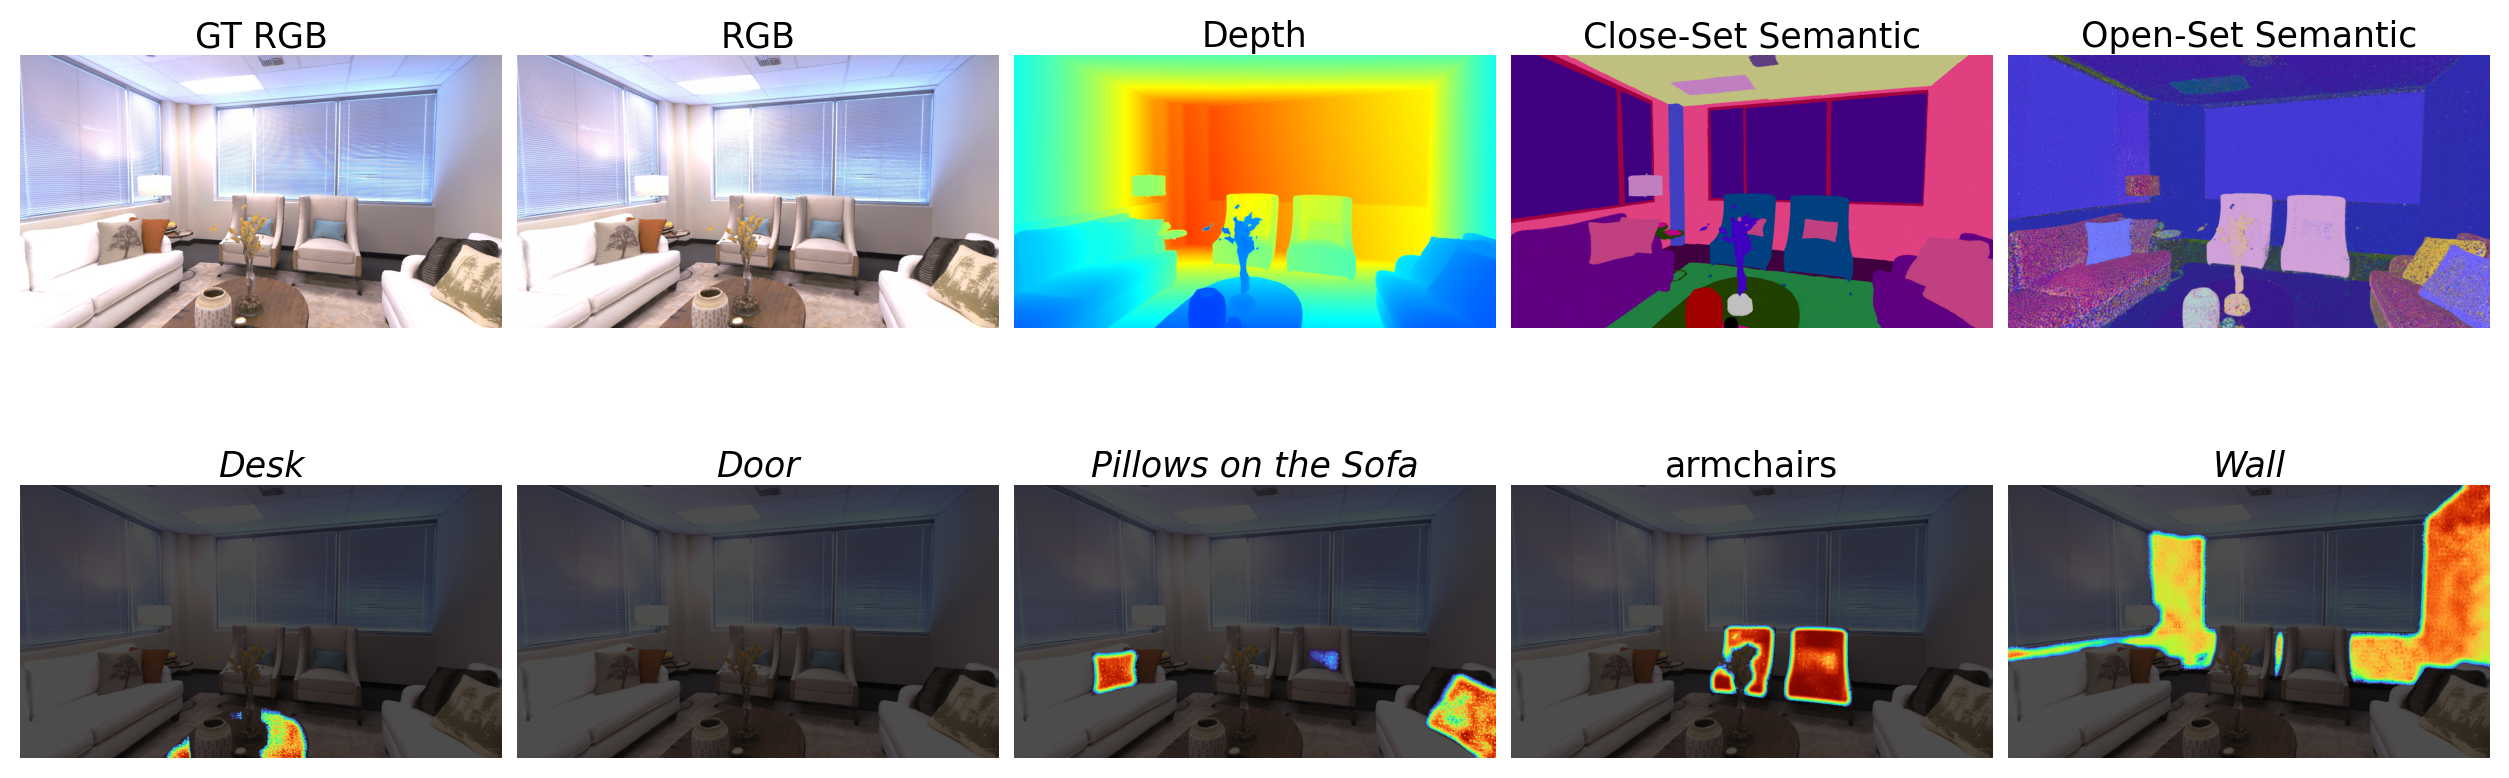 GT RGB
RGB
Depth
Close-Set Semantic
Open-Set Semantic
Desk
Door
Pillows on the Sofa
armchairs
Wall